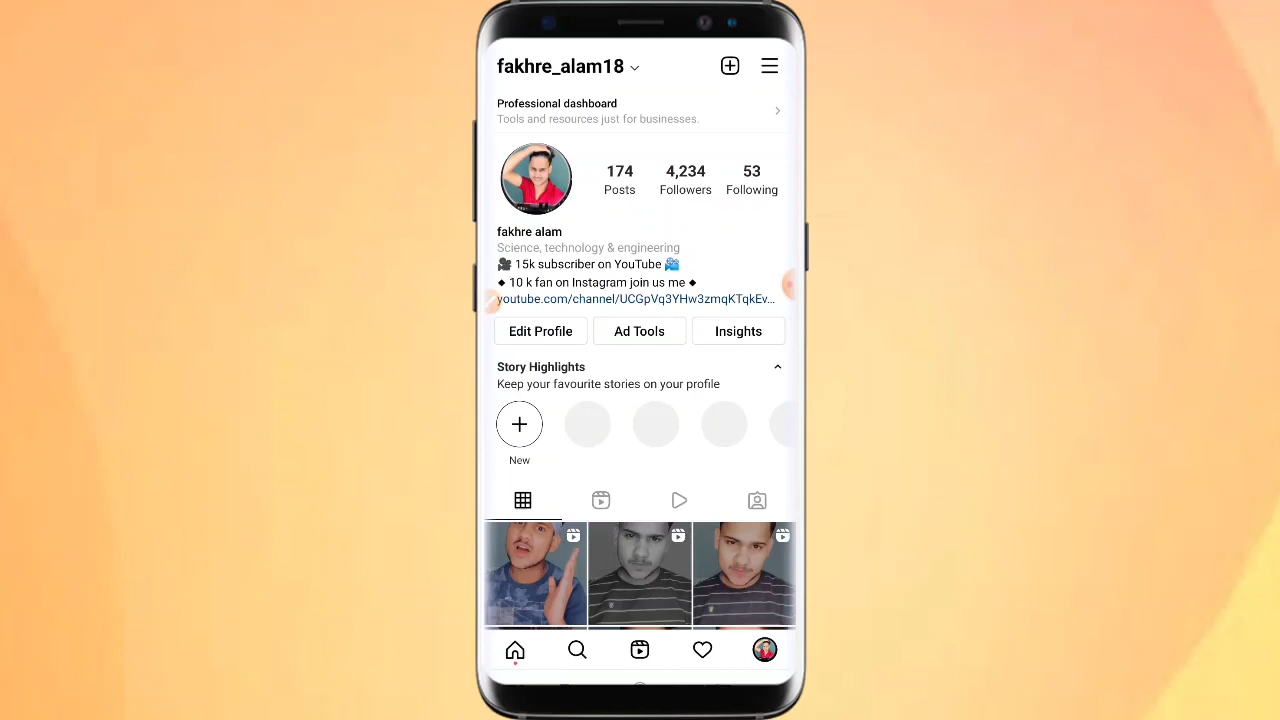 fakhre_alam18
Professional dashboard
Tools and resources just for businesses.
174 4,234 53
Posts Followers Following
fakhre alam
Science, technology & engineering
🎥 15k subscriber on YouTube 🌊
◆ 10 k fan on Instagram join us me ◆
youtube.com/channel/UCGpVq3YHw3zmqKTqkEv...
Edit Profile Ad Tools Insights
Story Highlights
Keep your favourite stories on your profile
New